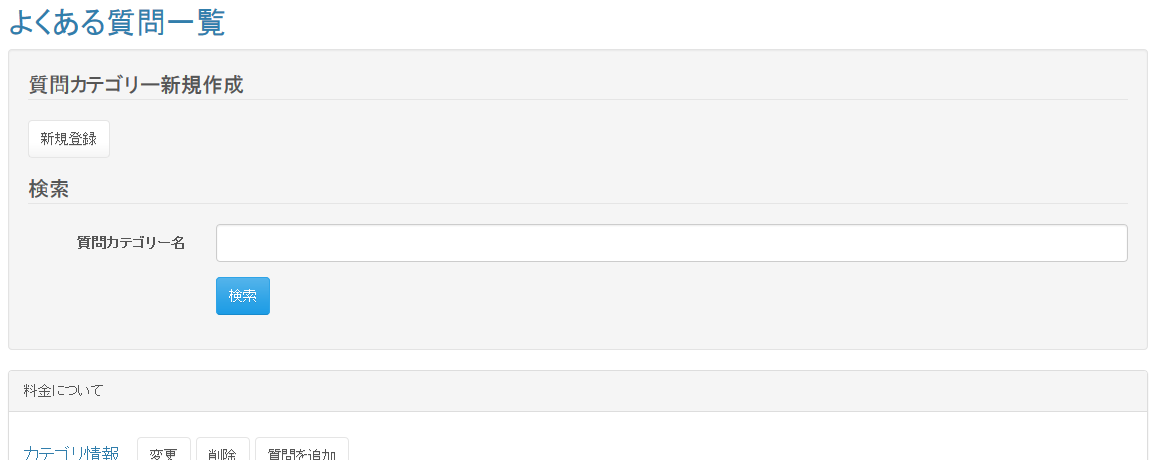 よくある質問一覧
質問カテゴリー新規作成
新規登録
検索
質問カテゴリー名
検索
料金について
カテゴリ情報 変更 削除 質問を追加